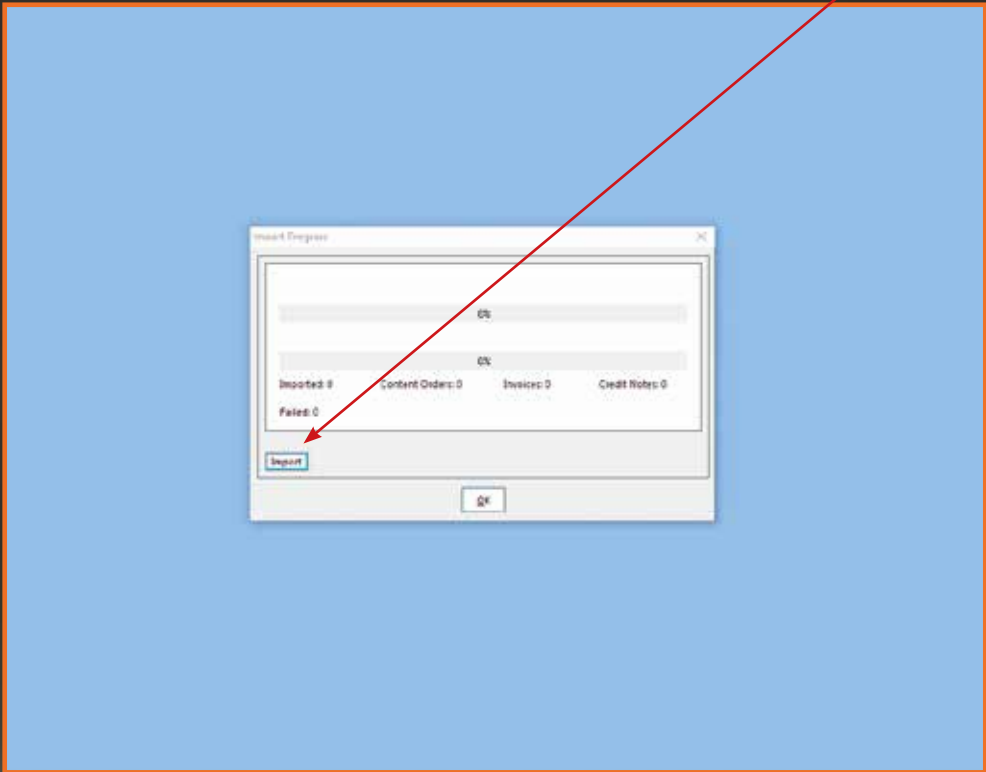 Import Progress
0%
0%
Imported: 0 Content Orders: 0 Invoices: 0 Credit Notes: 0
Failed: 0
Import
OK